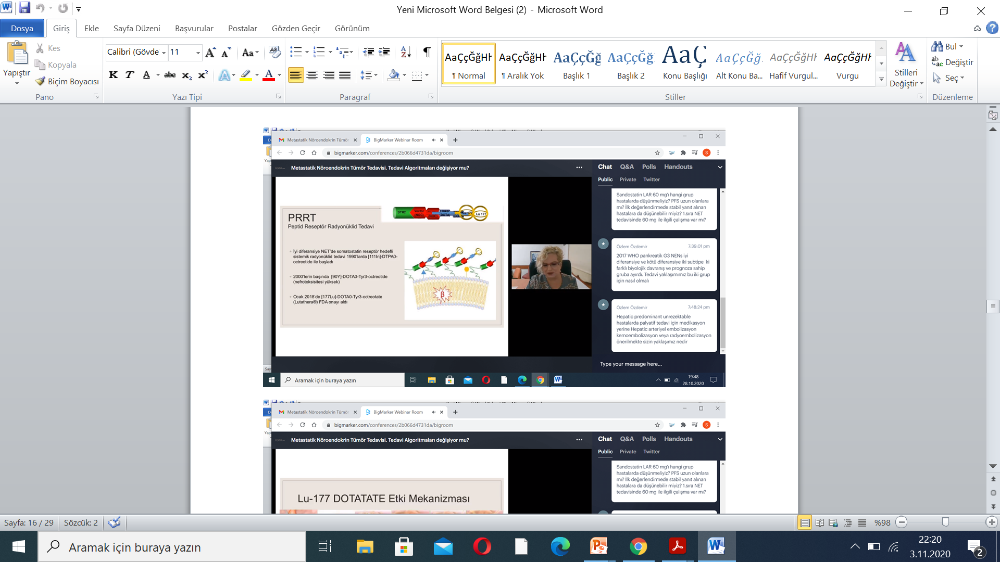 Yeni Microsoft Word Belgesi (2) - Microsoft Word
Dosya Giriş Ekle Sayfa Düzeni Başvurular Postalar Gözden Geçir Görünüm
Yapıştır
Kes
Kopyala
Biçim Boyacısı
Pano
Calibri (Gövde 11
Yazı Tipi
Paragraf
AaÇçĞğHł AaÇçĞğHł AaÇçĞğ AaÇçĞğ AaÇ AaÇçĞğ. AaÇçĞğHł AaÇçĞğHł
¶ Normal ¶ Aralık Yok Başlık 1 Başlık 2 Konu Başlığı Alt Konu Ba... Hafif Vurgul... Vurgu
Stiller
Stilleri
Değiştir
Bul
Değiştir
Seç
Düzenleme
Metastatik Nöroendokrin Tümör BigMarker Webinar Room
bigmarker.com/conferences/2b066d4731da/bigroom
Metastatik Nöroendokrin Tümör Tedavisi. Tedavi Algoritmaları değişiyor mu?
Chat Q&A Polls Handouts
Public Private Twitter
PRRT
Peptid Reseptör Radyonüklid Tedavi
STR2 Vector (NOC) Lu 177
İyi diferansiye NET'de somatostatin reseptör hedefli
sistemik radyonüklid tedavi 1990'larda [111In]-DTPA0-
octreotide ile başladı
2000'lerin başında [90Y]-DOTA0-Tyr3-octreotide
(nefrotoksisitesi yüksek)
Ocak 2018'de [177Lu]-DOTA0-Tyr3-octreotate
(Lutathera®) FDA onayı aldı
β
Sandostatin LAR 60 mg'ı hangi grup
hastalarda düşünmeliyiz? PFS uzun olanlara
mı? İlk değerlendirmede stabil yanıt alınan
hastalara da düşünebilir miyiz? 1.sıra NET
tedavisinde 60 mg ile ilgili çalışma var mı?
Özlem Özdemir 7:39:01 pm
2017 WHO pankreatik G3 NENs iyi
diferansiye ve kötü diferansiye iki subtipe ki
farklı biyolojik davranış ve prognoza sahip
gruba ayırdı. Tedavi yaklaşımımız bu iki grup
için nasıl olmalı
Özlem Özdemir 7:48:24 pm
Hepatic predominant unrezektable
hastalarda palyatif tedavi için medikasyon
yerine Hepatic arteriyel embolizasyon
kemoembolizasyon veya radyoembolizasyon
önerilmekte sizin yaklaşımız nedir
Type your message here...
Aramak için buraya yazın
19:48
28.10.2020
Metastatik Nöroendokrin Tümör BigMarker Webinar Room
bigmarker.com/conferences/2b066d4731da/bigroom
Metastatik Nöroendokrin Tümör Tedavisi. Tedavi Algoritmaları değişiyor mu?
Chat Q&A Polls Handouts
Public Private Twitter
Sandostatin LAR 60 mg'ı hangi grup
hastalarda düşünmeliyiz? PFS uzun olanlara
mı? İlk değerlendirmede stabil yanıt alınan
hastalara da düşünebilir miyiz? 1.sıra NET
tedavisinde 60 mg ile ilgili çalışma var mı?
Lu-177 DOTATATE Etki Mekanizması
Sayfa: 16 / 29 Sözcük: 2
%98
Aramak için buraya yazın
22:20
3.11.2020
2